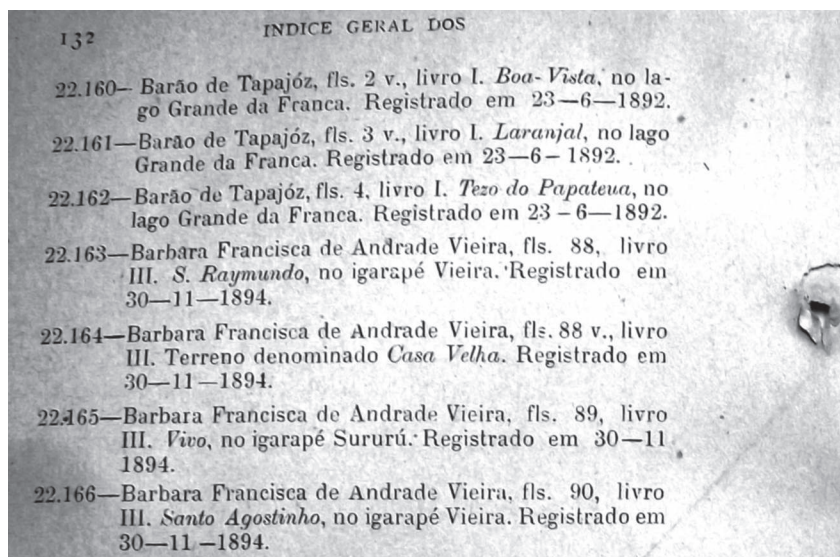 132
INDICE GERAL DOS
22.160— Barão de Tapajóz, fls. 2 v., livro I. Boa-Vista, no la-
go Grande da Franca. Registrado em 23—6—1892.
22.161—Barão de Tapajóz, fls. 3 v., livro I. Laranjal, no lago
Grande da Franca. Registrado em 23—6—1892.
22.162—Barão de Tapajóz, fls. 4, livro I. Tezo do Papateua, no
lago Grande da Franca. Registrado em 23—6—1892.
22.163—Barbara Francisca de Andrade Vieira, fls. 88, livro
III. S. Raymundo, no igarapé Vieira. Registrado em
30—11—1894.
22.164—Barbara Francisca de Andrade Vieira, fls. 88 v., livro
III. Terreno denominado Casa Velha. Registrado em
30—11—1894.
22.165—Barbara Francisca de Andrade Vieira, fls. 89, livro
III. Vivo, no igarapé Sururú. Registrado em 30—11
1894.
22.166—Barbara Francisca de Andrade Vieira, fls. 90, livro
III. Santo Agostinho, no igarapé Vieira. Registrado em
30—11—1894.